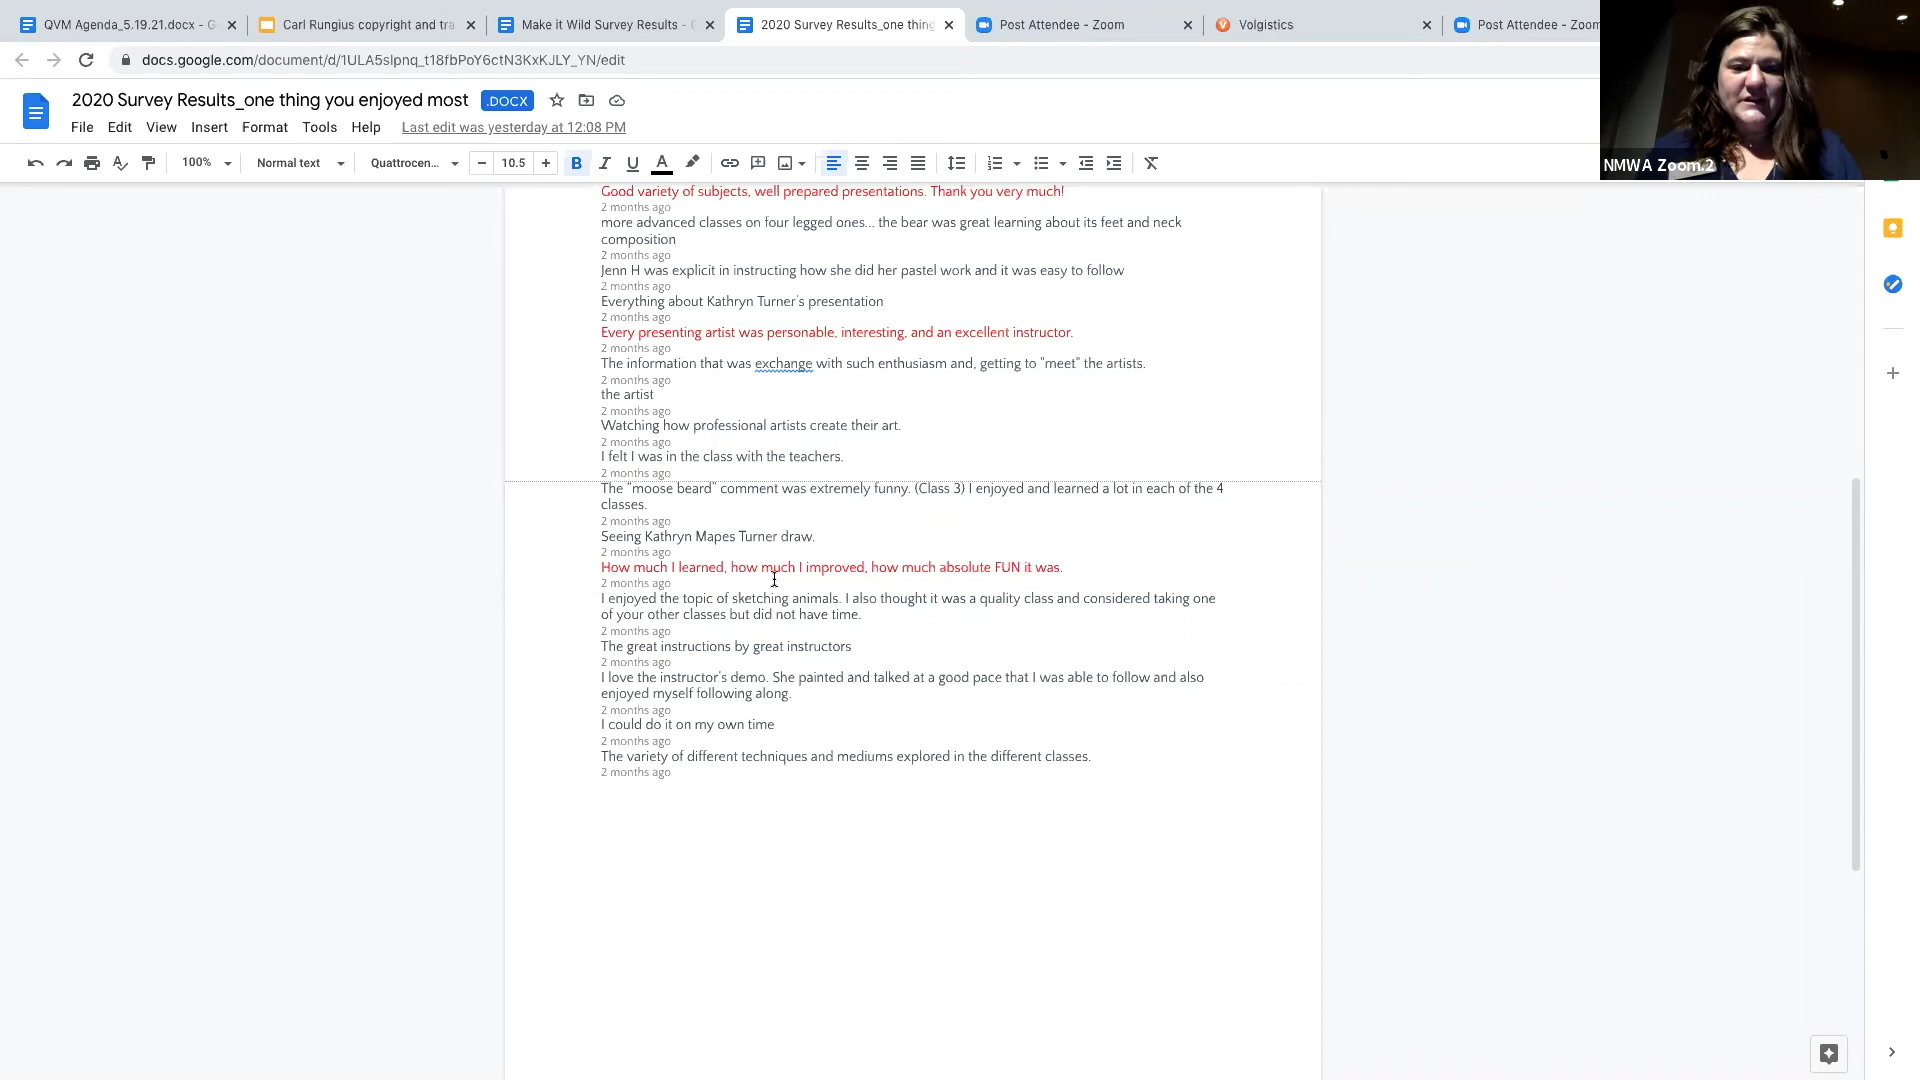 QVM Agenda_5.19.21.docx - G
Carl Rungius copyright and tra
Make it Wild Survey Results - G
2020 Survey Results_one thing
Post Attendee - Zoom
Volgistics
Post Attendee - Zoom
docs.google.com/document/d/1ULA5sIpnq_t18fbPoY6ctN3KxKJLY_YN/edit
2020 Survey Results_one thing you enjoyed most
.DOCX
File Edit View Insert Format Tools Help Last edit was yesterday at 12:08 PM
100% Normal text Quattrocen... − 10.5 + B I U A
NMWA Zoom.2
Good variety of subjects, well prepared presentations. Thank you very much!
2 months ago
more advanced classes on four legged ones... the bear was great learning about its feet and neck
composition
2 months ago
Jenn H was explicit in instructing how she did her pastel work and it was easy to follow
2 months ago
Everything about Kathryn Turner's presentation
2 months ago
Every presenting artist was personable, interesting, and an excellent instructor.
2 months ago
The information that was exchange with such enthusiasm and, getting to "meet" the artists.
2 months ago
the artist
2 months ago
Watching how professional artists create their art.
2 months ago
I felt I was in the class with the teachers.
2 months ago
The “moose beard” comment was extremely funny. (Class 3) I enjoyed and learned a lot in each of the 4
classes.
2 months ago
Seeing Kathryn Mapes Turner draw.
2 months ago
How much I learned, how much I improved, how much absolute FUN it was.
2 months ago
I enjoyed the topic of sketching animals. I also thought it was a quality class and considered taking one
of your other classes but did not have time.
2 months ago
The great instructions by great instructors
2 months ago
I love the instructor's demo. She painted and talked at a good pace that I was able to follow and also
enjoyed myself following along.
2 months ago
I could do it on my own time
2 months ago
The variety of different techniques and mediums explored in the different classes.
2 months ago